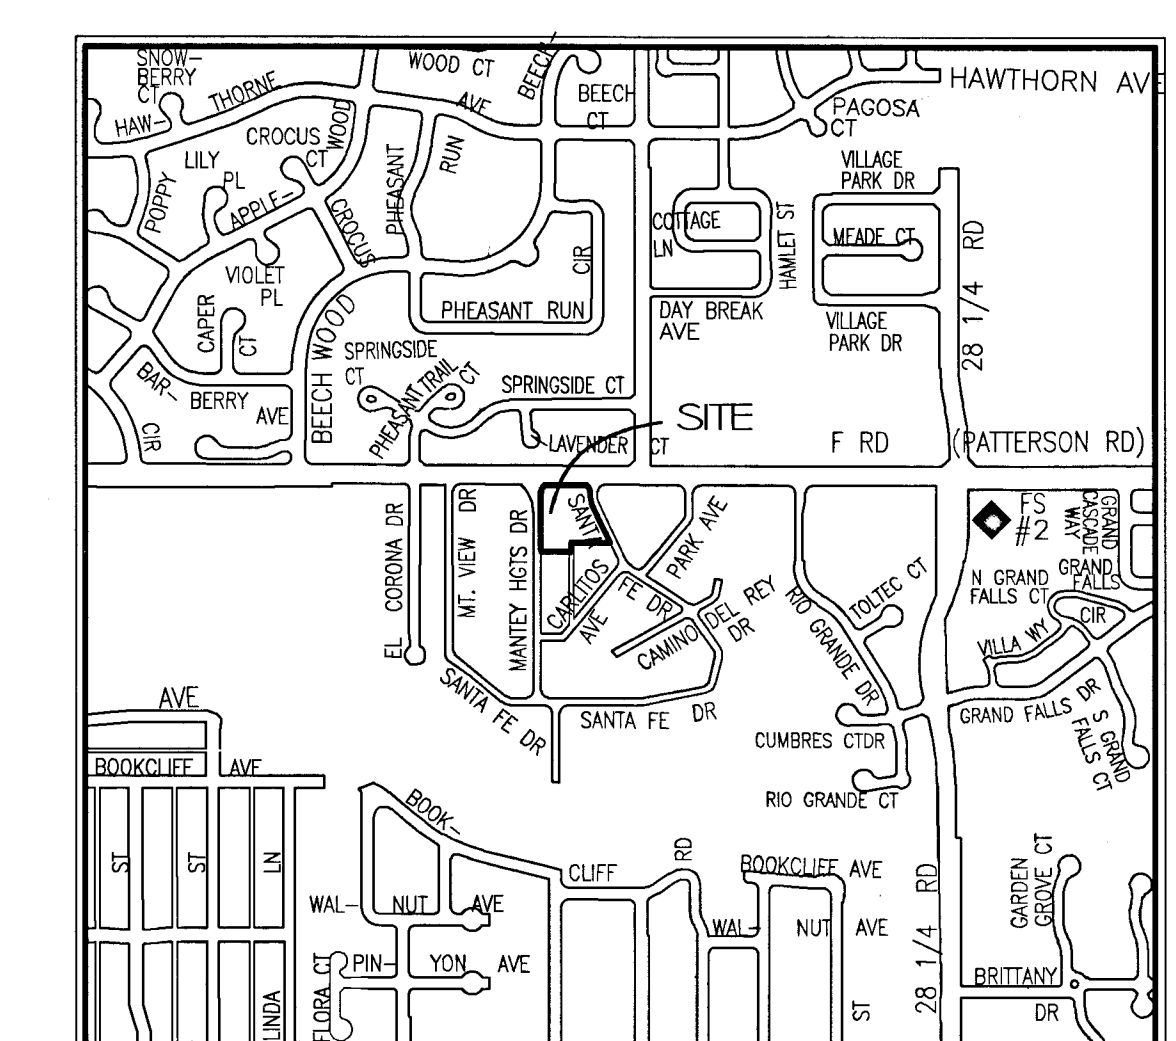 SNOW-
BERRY
CT
HAW-
THORNE
AVE
WOOD CT
BEECH-
BEECH
CT
HAWTHORN AVE
PAGOSA
CT
CROCUS
CT
WOOD
LILY
PL
POPPY
APPLE-
CROCUS
PHEASANT
RUN
VILLAGE
PARK DR
COTTAGE
LN
HAMLET ST
MEADE CT
28 1/4 RD
VIOLET
PL
CIR
CAPER
CT
BEECH WOOD
PHEASANT RUN
DAY BREAK
AVE
VILLAGE
PARK DR
SPRINGSIDE
CT
PHEASANT TRAIL
CT
SPRINGSIDE CT
BAR-
BERRY
AVE
CIR
SITE
LAVENDER CT
F RD (PATTERSON RD)
EL CORONA DR
MT. VIEW DR
MANTEY HGTS DR
SANTA
FE DR
PARK AVE
CARLITOS
AVE
CAMINO DEL REY
DR
RIO GRANDE DR
TOLTEC CT
FS
#2
GRAND
CASCADE
WAY
N GRAND
FALLS CT
GRAND
FALLS
CIR
VILLA WY
GRAND FALLS DR
S GRAND
FALLS CT
SANTA FE DR
SANTA FE DR
CUMBRES CTDR
RIO GRANDE CT
AVE
BOOKCLIFF AVE
ST
ST
LN
LINDA
BOOK-
CLIFF
RD
BOOKCLIFF AVE
WAL-
NUT
AVE
WAL-
NUT
AVE
28 1/4 RD
GARDEN
GROVE CT
FLORA CT
PIN-
YON
AVE
ST
BRITTANY
DR